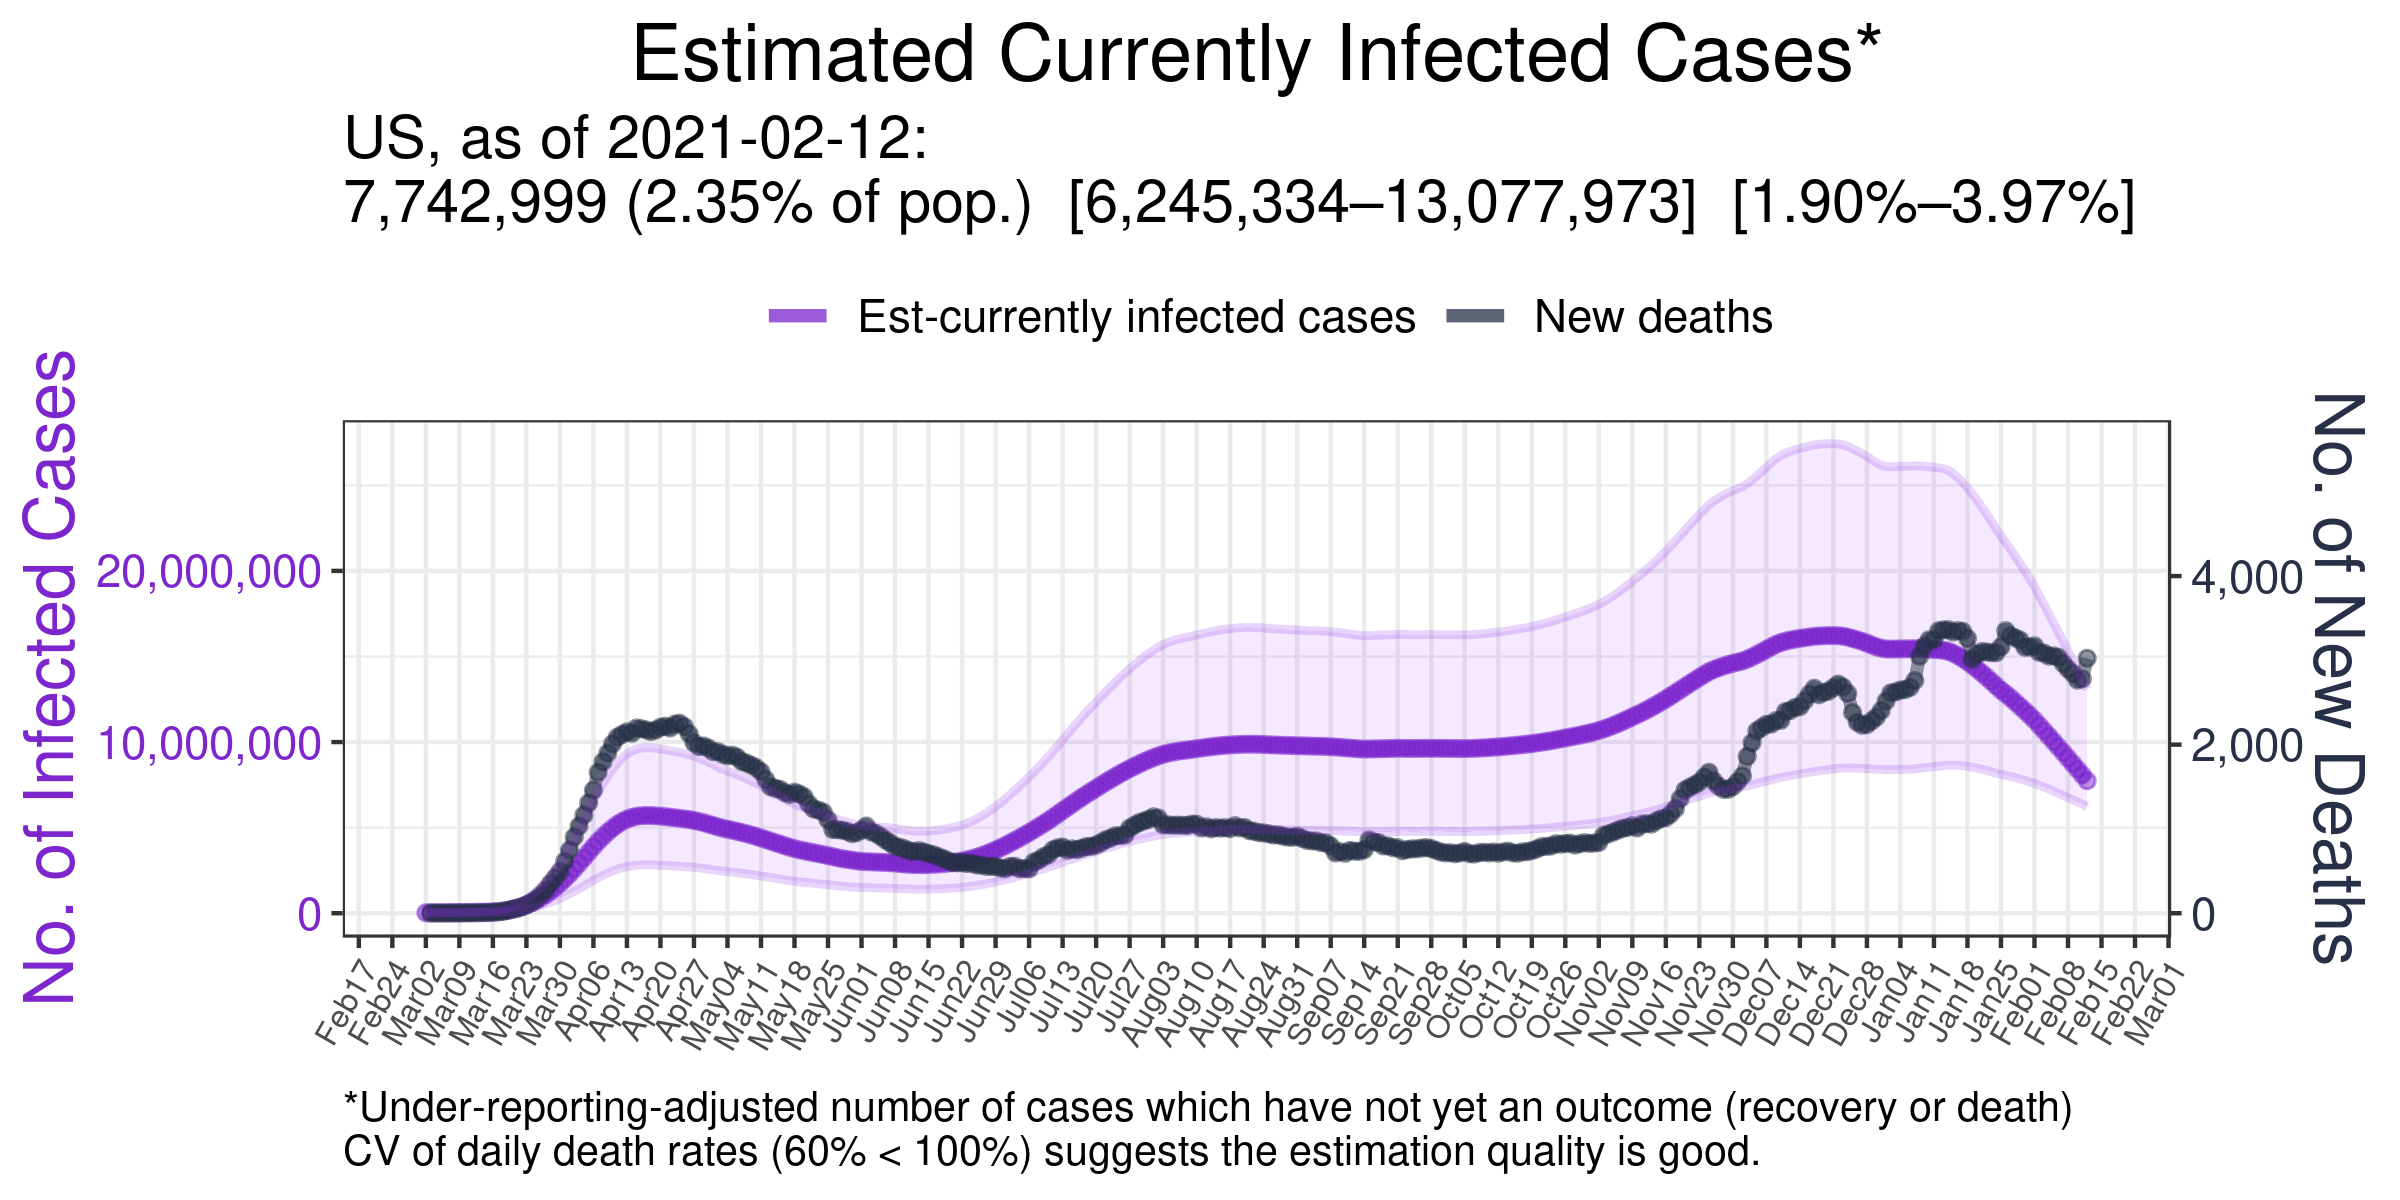 Estimated Currently Infected Cases*
US, as of 2021-02-12:
7,742,999 (2.35% of pop.) [6,245,334–13,077,973] [1.90%–3.97%]
Est-currently infected cases
New deaths
No. of Infected Cases
20,000,000
10,000,000
0
4,000
2,000
0
No. of New Deaths
Feb17
Feb24
Mar02
Mar09
Mar16
Mar23
Mar30
Apr06
Apr13
Apr20
Apr27
May04
May11
May18
May25
Jun01
Jun08
Jun15
Jun22
Jun29
Jul06
Jul13
Jul20
Jul27
Aug03
Aug10
Aug17
Aug24
Aug31
Sep07
Sep14
Sep21
Sep28
Oct05
Oct12
Oct19
Oct26
Nov02
Nov09
Nov16
Nov23
Nov30
Dec07
Dec14
Dec21
Dec28
Jan04
Jan11
Jan18
Jan25
Feb01
Feb08
Feb15
Feb22
Mar01
*Under-reporting-adjusted number of cases which have not yet an outcome (recovery or death)
CV of daily death rates (60% < 100%) suggests the estimation quality is good.